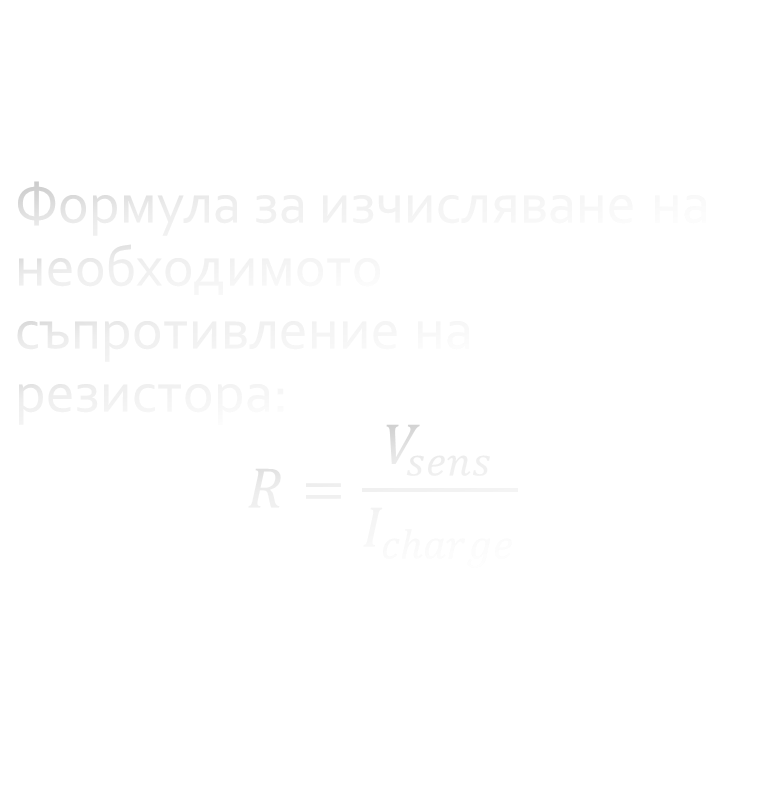 Формула за изчисляване на
необходимото
съпротивление на
резистора:
R = V_sens / I_charge